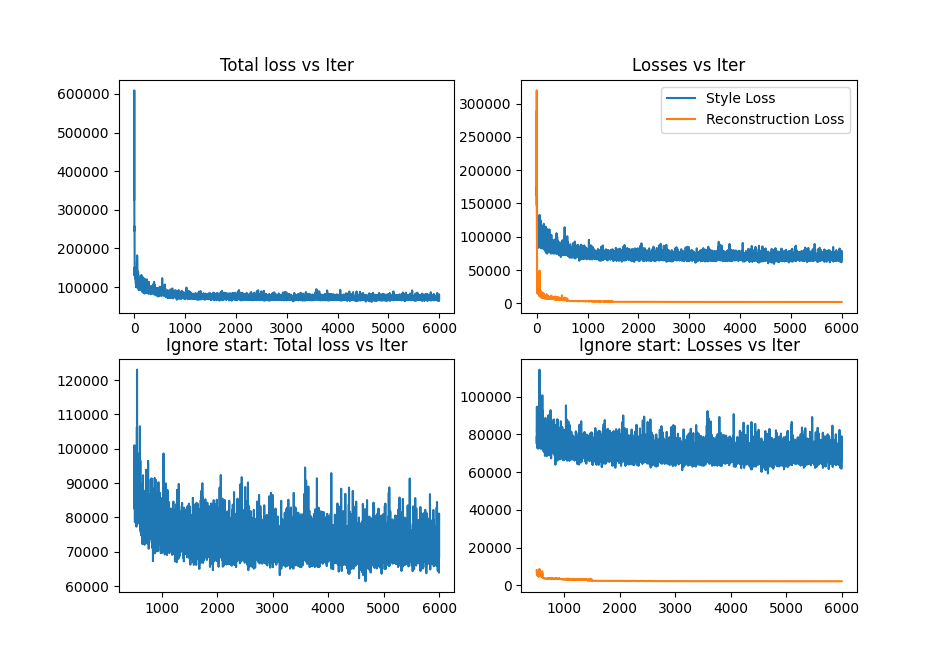 Total loss vs Iter
600000
500000
400000
300000
200000
100000
0 1000 2000 3000 4000 5000 6000
Losses vs Iter
Style Loss
Reconstruction Loss
300000
250000
200000
150000
100000
50000
0
0 1000 2000 3000 4000 5000 6000
Ignore start: Total loss vs Iter
120000
110000
100000
90000
80000
70000
60000
1000 2000 3000 4000 5000 6000
Ignore start: Losses vs Iter
100000
80000
60000
40000
20000
0
1000 2000 3000 4000 5000 6000